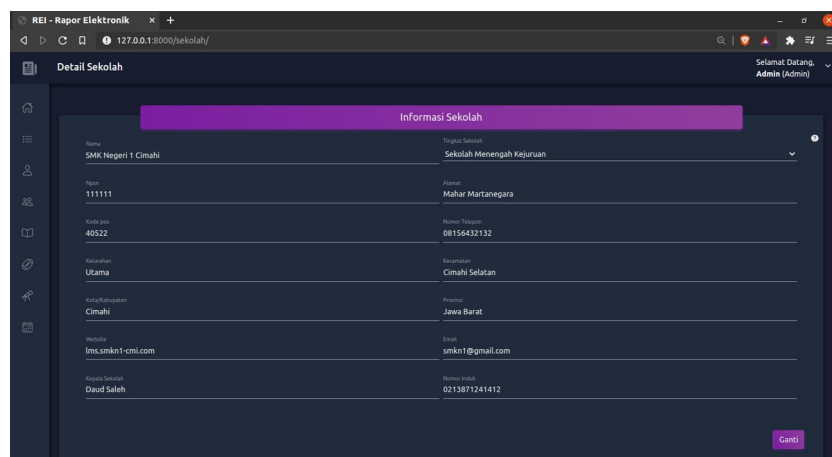 REI - Rapor Elektronik
127.0.0.1:8000/sekolah/
Detail Sekolah
Selamat Datang,
Admin (Admin)
Informasi Sekolah
Nama
SMK Negeri 1 Cimahi
Tingkat Sekolah
Sekolah Menengah Kejuruan
Npsn
111111
Alamat
Mahar Martanegara
Kode pos
40522
Nomor Telepon
08156432132
Kelurahan
Utama
Kecamatan
Cimahi Selatan
Kota/Kabupaten
Cimahi
Provinsi
Jawa Barat
Website
lms.smkn1-cmi.com
Email
smkn1@gmail.com
Kepala Sekolah
Daud Saleh
Nomor Induk
0213871241412
Ganti